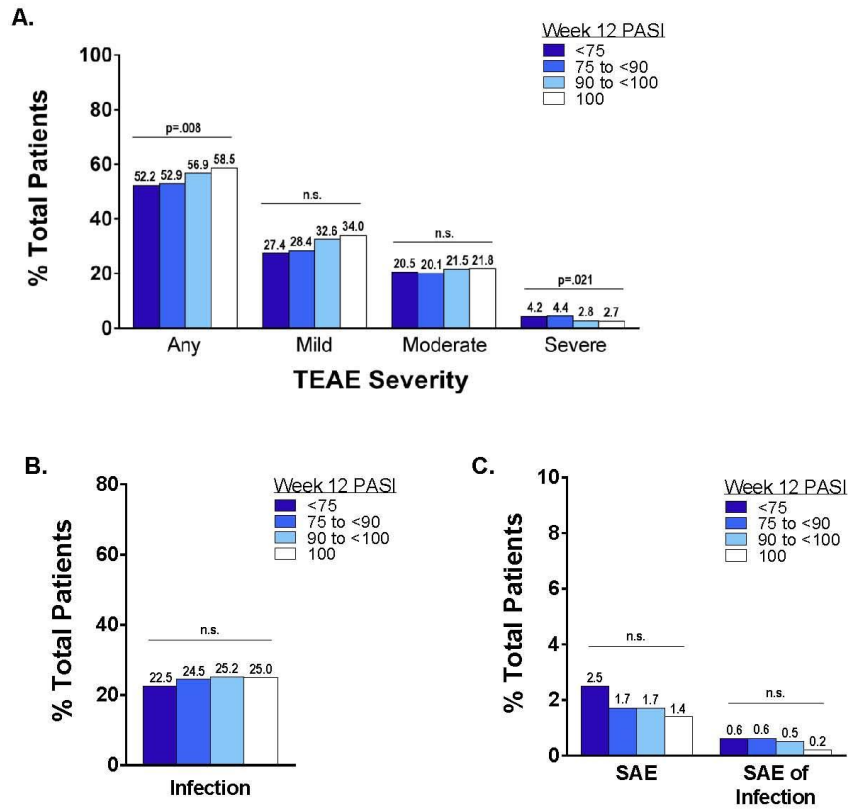 A.
Week 12 PASI
<75
75 to <90
90 to <100
100
% Total Patients
100
80
60
40
20
0
p=.008
52.2 52.9 56.9 58.5
n.s.
27.4 28.4 32.6 34.0
n.s.
20.5 20.1 21.5 21.8
p=.021
4.2 4.4 2.8 2.7
Any Mild Moderate Severe
TEAE Severity
B.
Week 12 PASI
<75
75 to <90
90 to <100
100
% Total Patients
80
60
40
20
0
n.s.
22.5 24.5 25.2 25.0
Infection
C.
Week 12 PASI
<75
75 to <90
90 to <100
100
% Total Patients
10
8
6
4
2
0
n.s.
2.5 1.7 1.7 1.4
n.s.
0.6 0.6 0.5 0.2
SAE SAE of
Infection